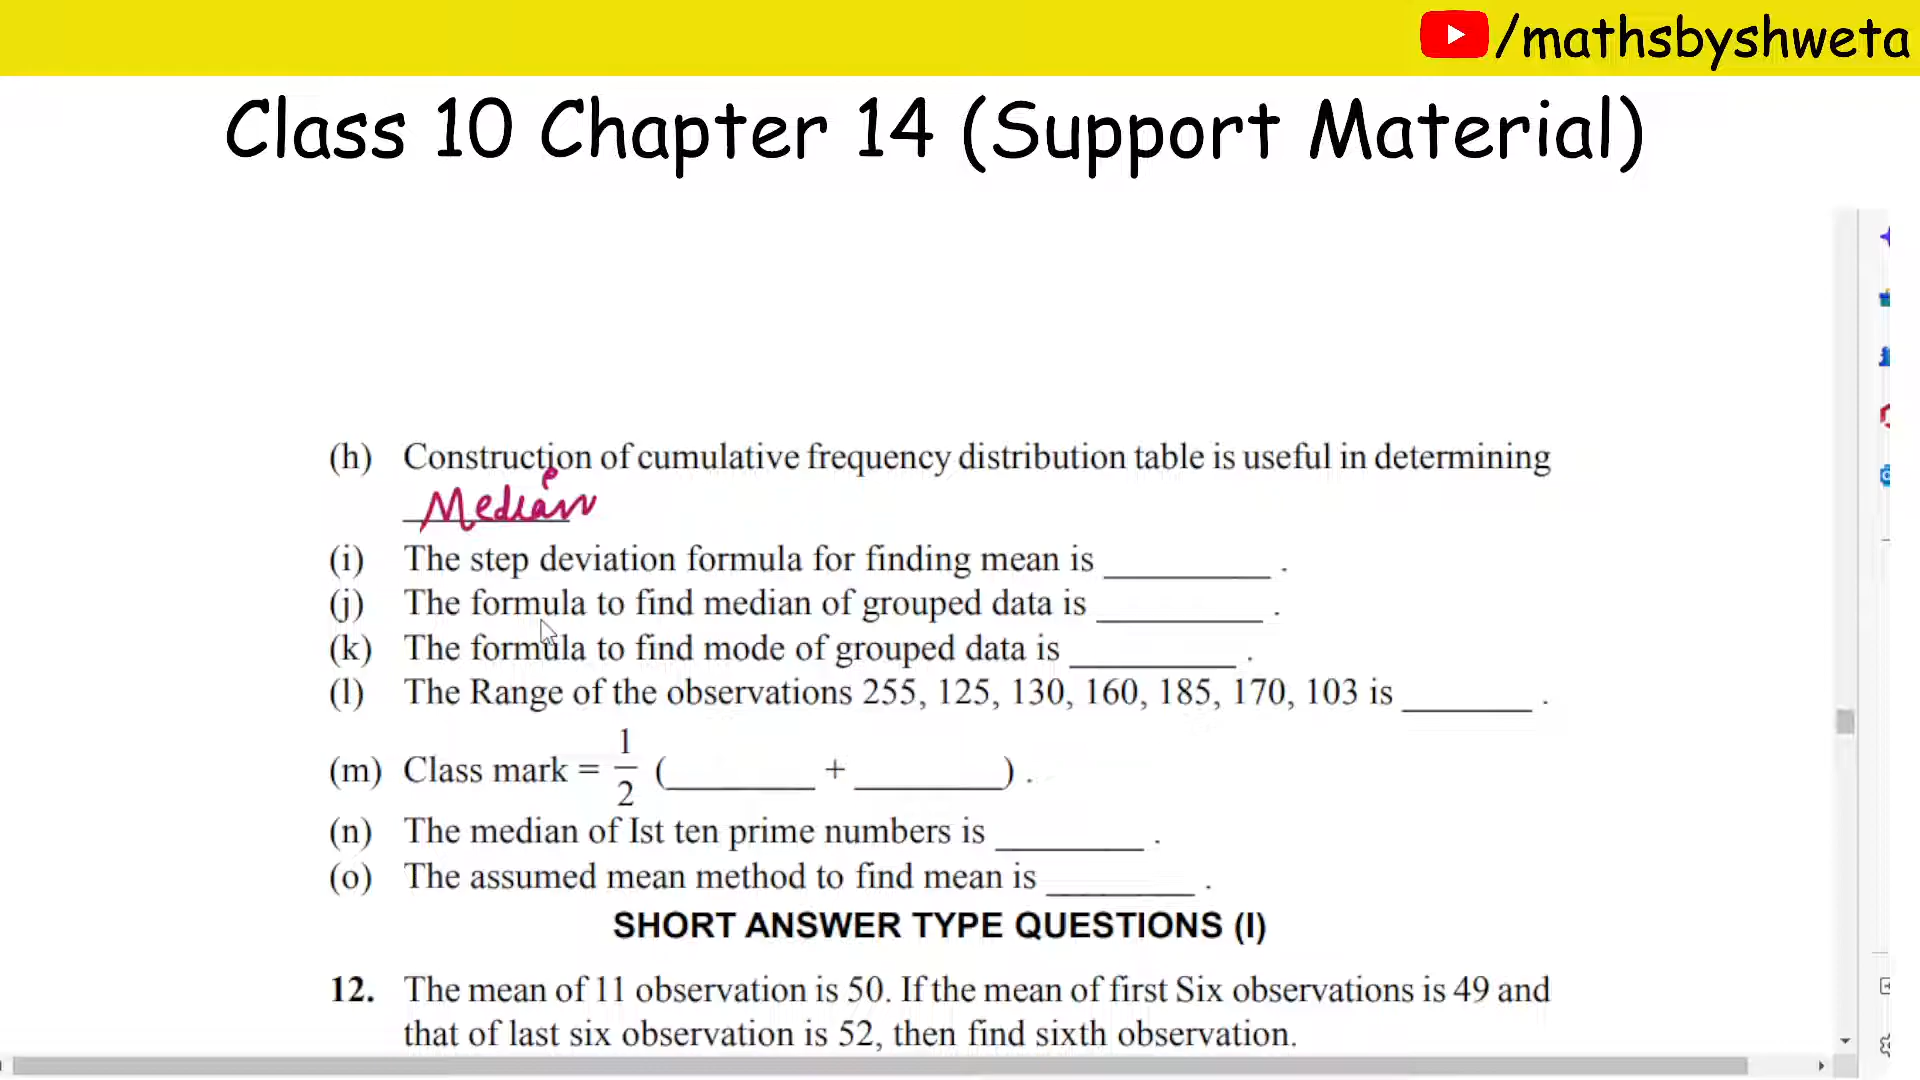 /mathsbyshweta
Class 10 Chapter 14 (Support Material)
(h) Construction of cumulative frequency distribution table is useful in determining
Median
(i) The step deviation formula for finding mean is _________ .
(j) The formula to find median of grouped data is _________ .
(k) The formula to find mode of grouped data is _________ .
(l) The Range of the observations 255, 125, 130, 160, 185, 170, 103 is _______ .
(m) Class mark = 1/2 (________ + ________) .
(n) The median of Ist ten prime numbers is ________ .
(o) The assumed mean method to find mean is ________ .
SHORT ANSWER TYPE QUESTIONS (I)
12. The mean of 11 observation is 50. If the mean of first Six observations is 49 and
that of last six observation is 52, then find sixth observation.